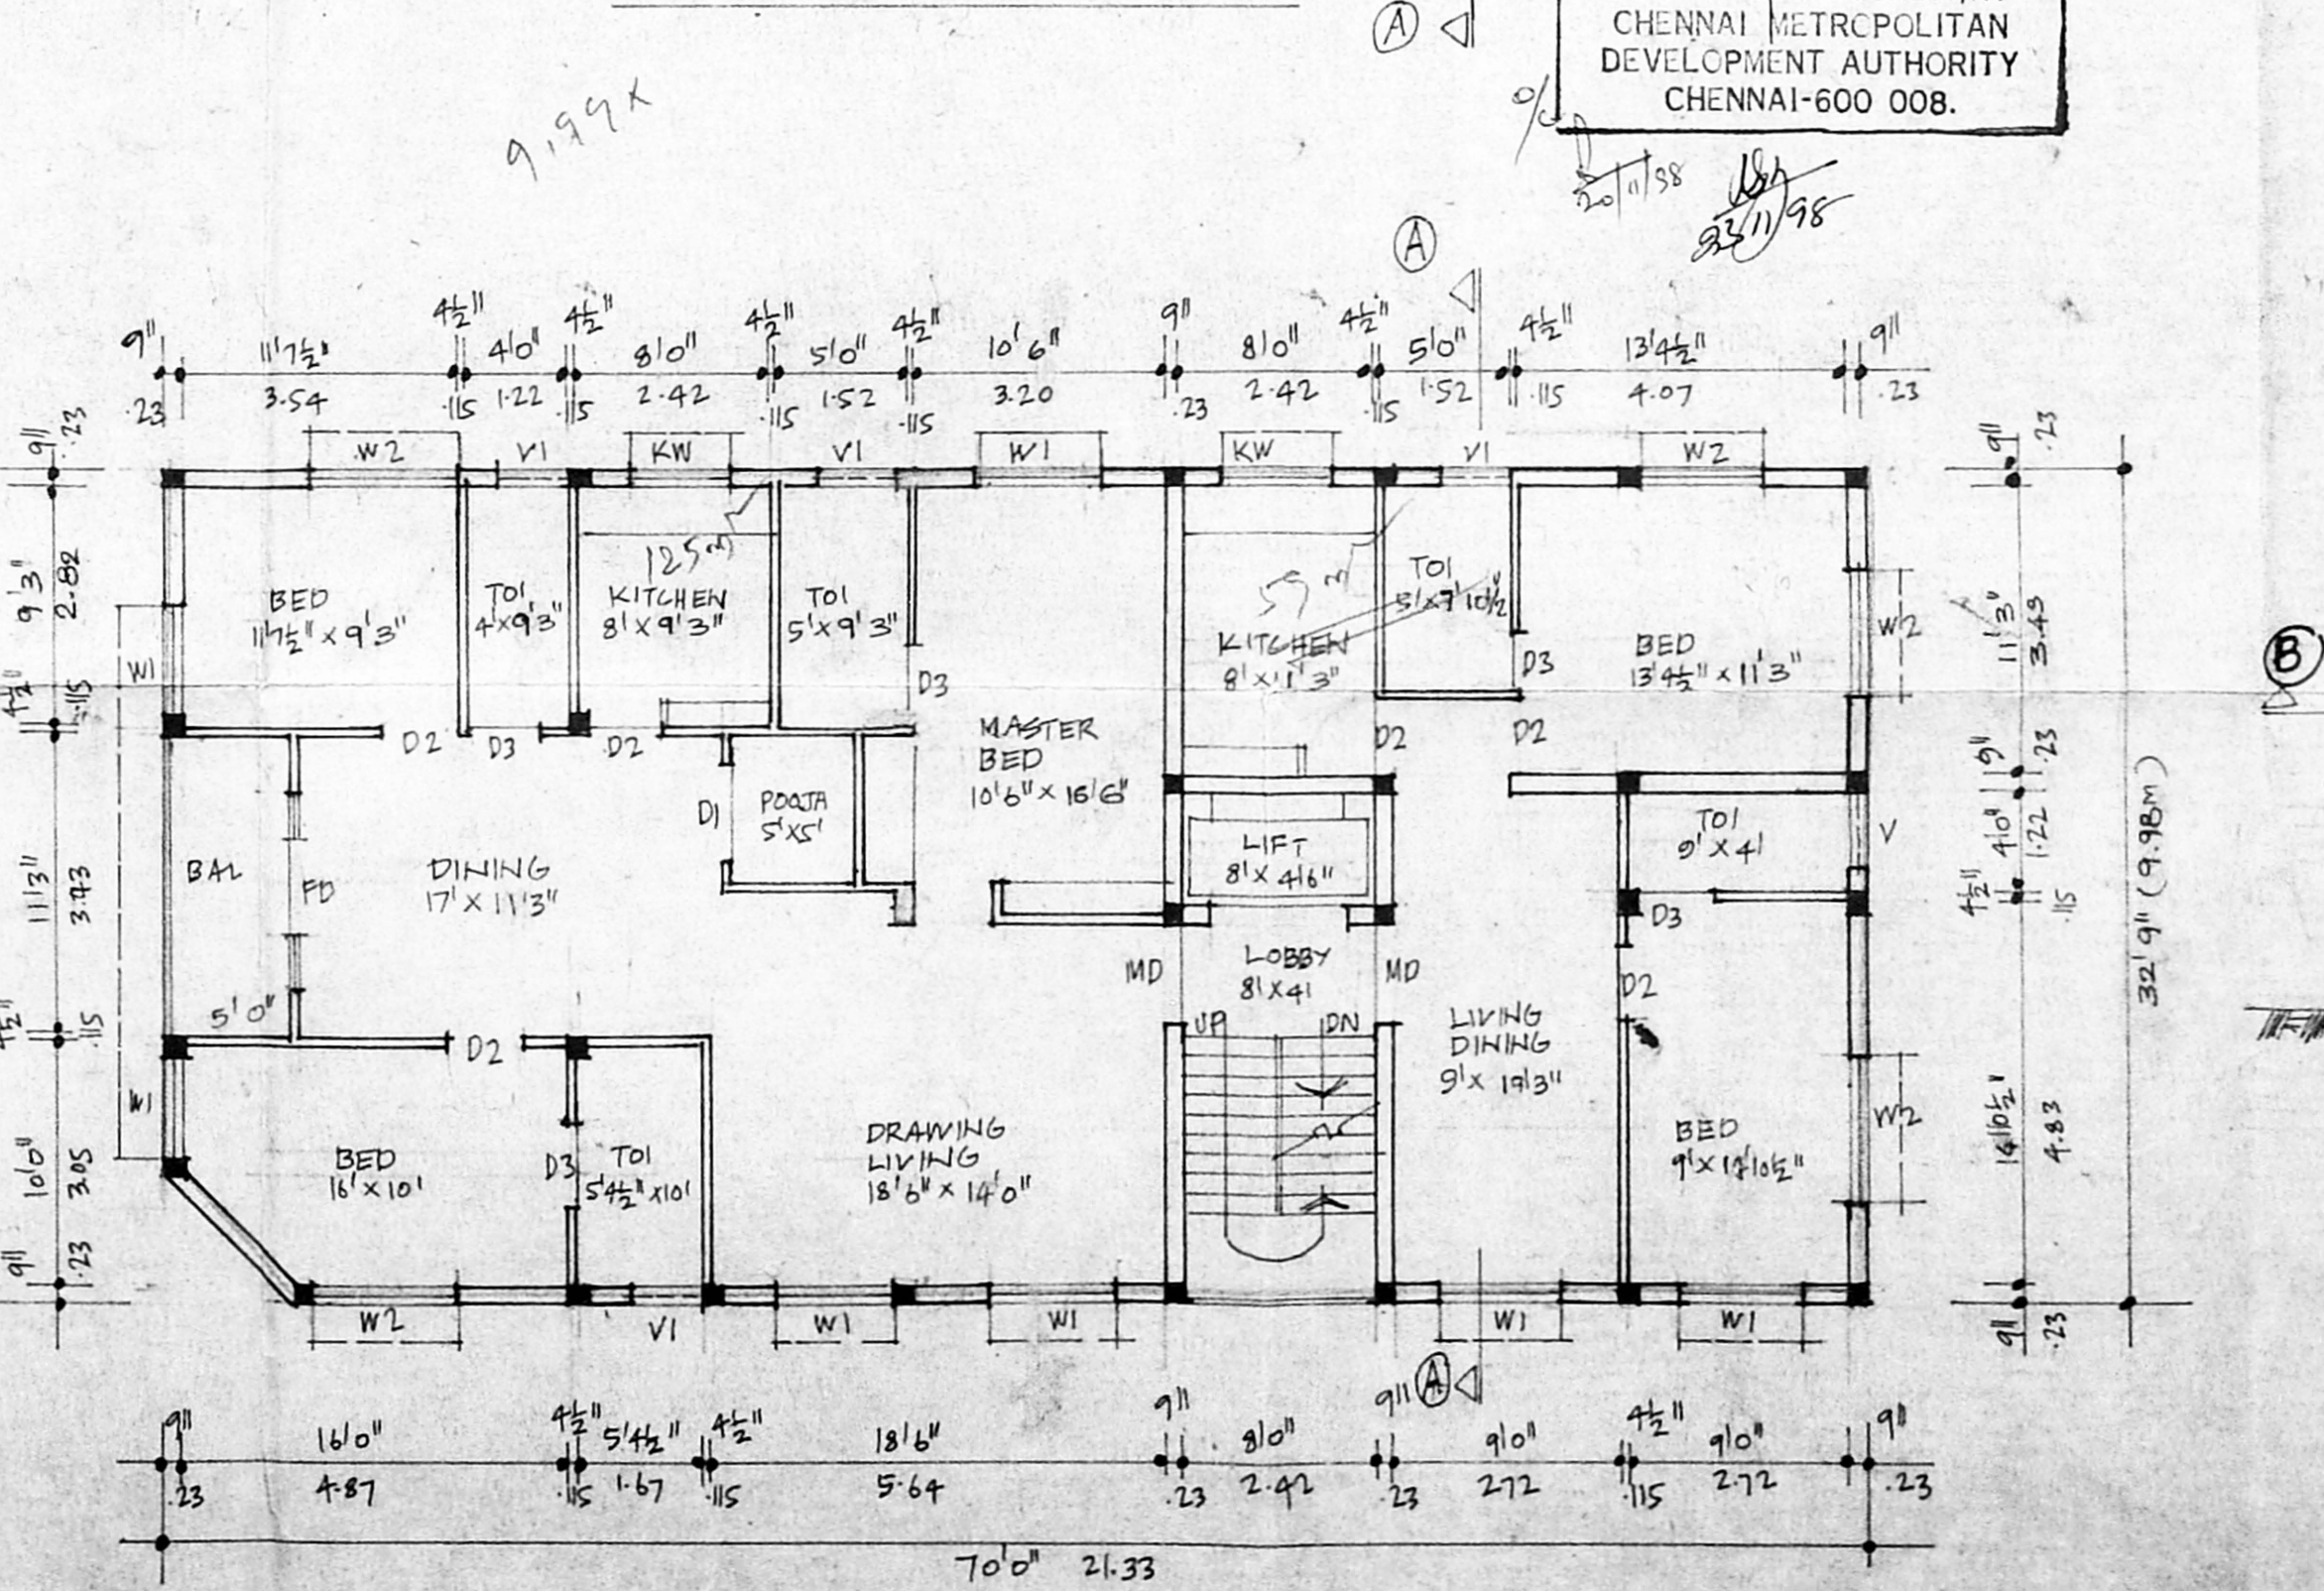 CHENNAI METROPOLITAN
DEVELOPMENT AUTHORITY
CHENNAI-600 008.
A
9.99 x
20/11/98
23/11/98
A
9" 11'7½" 4½" 4'0" 4½" 8'0" 4½" 5'0" 4½" 10'6" 9" 8'0" 4½" 5'0" 4½" 13'4½" 9"
.23 3.54 .115 1.22 .115 2.42 .115 1.52 .115 3.20 .23 2.42 .115 1.52 .115 4.07 .23
W2 V1 KW V1 W1 KW V1 W2
9" .23
9'3" 2.82
4½" .115
11'3" 3.43
4½" .115
10'0" 3.05
9" .23
W1
BED
11'7½" x 9'3"
TOI
4'x9'3"
KITCHEN
8'x9'3"
TOI
5'x9'3"
D3
MASTER
BED
10'6" x 16'6"
KITCHEN
8'x11'3"
TOI
D3
BED
13'4½" x 11'3"
W2
D2 D3 D2
D2 D2
BAL
5'0"
FD
DINING
17' x 11'3"
D1
POOJA
5'x5'
LIFT
8' x 4'6"
TOI
9' x 4'
V
D3
MD
LOBBY
8'x4'
MD
D2
UP DN
LIVING
DINING
9'x 19'3"
W1
D2
BED
16' x 10'
D3
TOI
5'4½" x10'
DRAWING
LIVING
18'6" x 14'0"
BED
W2
W2 V1 W1 W1 W1 W1
9" .23
11'3" 3.43
9" .23
4'0" 1.22
4½" .115
4.83
9" .23
32'9" (9.98m)
B
A
9" 16'0" 4½" 5'4½" 4½" 18'6" 9" 8'0" 9" 9'0" 4½" 9'0" 9"
.23 4.87 .115 1.67 .115 5.64 .23 2.42 .23 2.72 .115 2.72 .23
70'0" 21.33